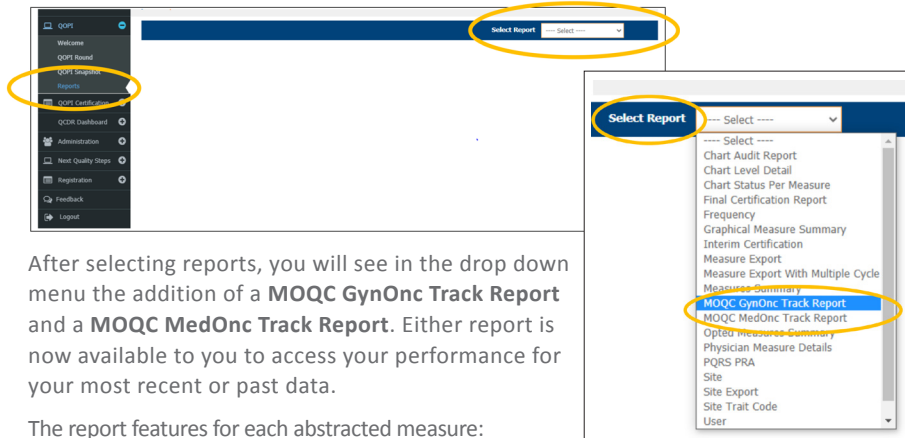 QOPI
Welcome
QOPI Round
QOPI Snapshot
Reports
QOPI Certification
QCDR Dashboard
Administration
Next Quality Steps
Registration
Feedback
Logout
Select Report ---- Select ----
Select Report ---- Select ----
---- Select ----
Chart Audit Report
Chart Level Detail
Chart Status Per Measure
Final Certification Report
Frequency
Graphical Measure Summary
Interim Certification
Measure Export
Measure Export With Multiple Cycle
Measures Summary
MOQC GynOnc Track Report
MOQC MedOnc Track Report
Opted Measures Summary
Physician Measure Details
PQRS PRA
Site
Site Export
Site Trait Code
User
After selecting reports, you will see in the drop down
menu the addition of a MOQC GynOnc Track Report
and a MOQC MedOnc Track Report. Either report is
now available to you to access your performance for
your most recent or past data.
The report features for each abstracted measure: